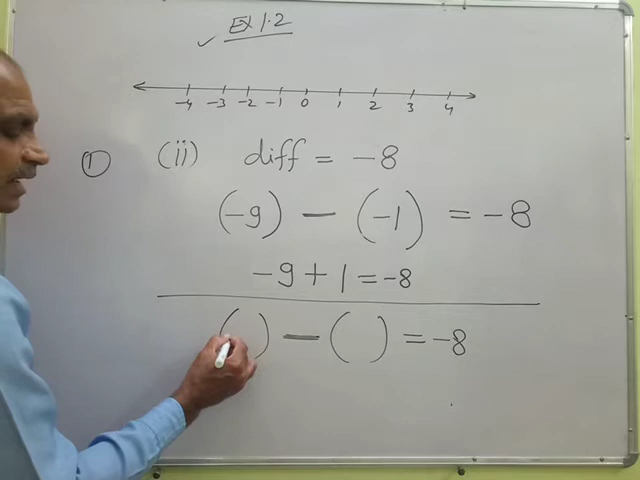 ✓ EX 1.2
-4 -3 -2 -1 0 1 2 3 4
① (ii) diff = -8
(-9) — (-1) = -8
-9 + 1 = -8
( ) — ( ) = -8